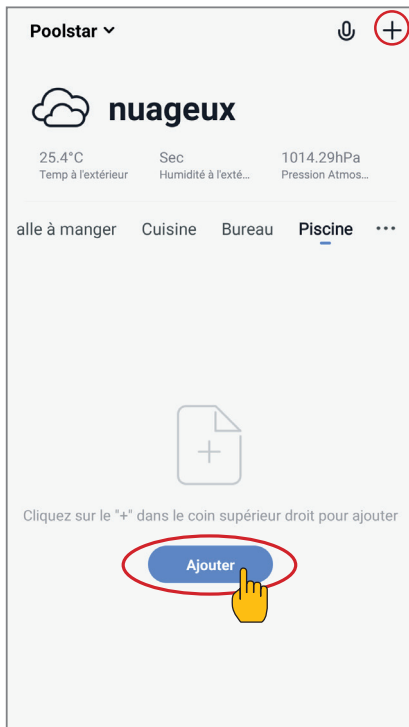 Poolstar
nuageux
25.4°C Sec 1014.29hPa
Temp à l'extérieur Humidité à l'exté... Pression Atmos...
alle à manger Cuisine Bureau Piscine
Cliquez sur le "+" dans le coin supérieur droit pour ajouter
Ajouter